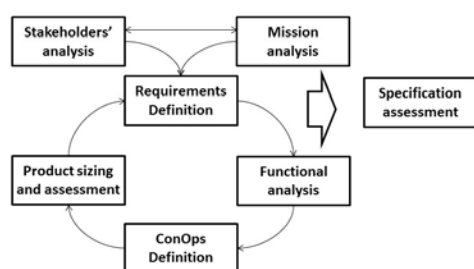 Stakeholders’
analysis
Mission
analysis
Requirements
Definition
Specification
assessment
Product sizing
and assessment
Functional
analysis
ConOps
Definition